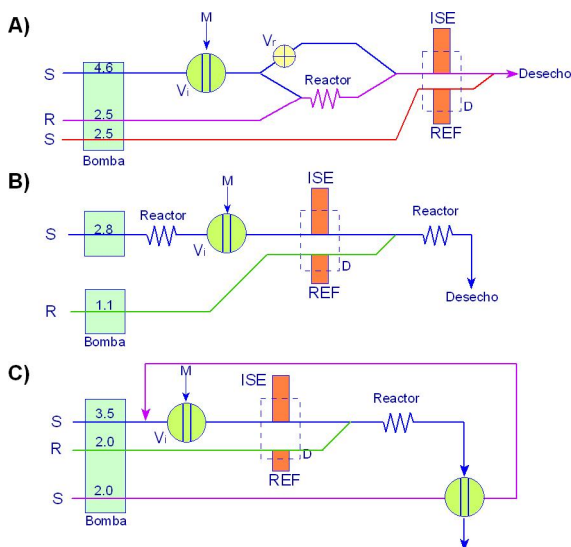 A)
M
ISE
Vr
S
4.6
Vi
Reactor
Desecho
R
2.5
S
2.5
D
Bomba
REF
B)
M
ISE
Reactor
Reactor
S
2.8
Vi
D
REF
Desecho
R
1.1
Bomba
C)
M
ISE
Reactor
S
3.5
Vi
R
2.0
D
REF
S
2.0
Bomba